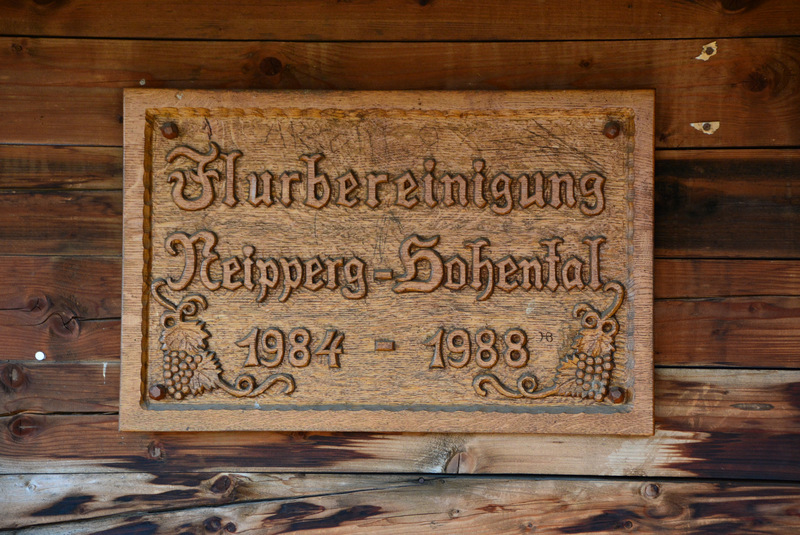 Flurbereinigung
Neipperg-Hohental
1984 - 1988